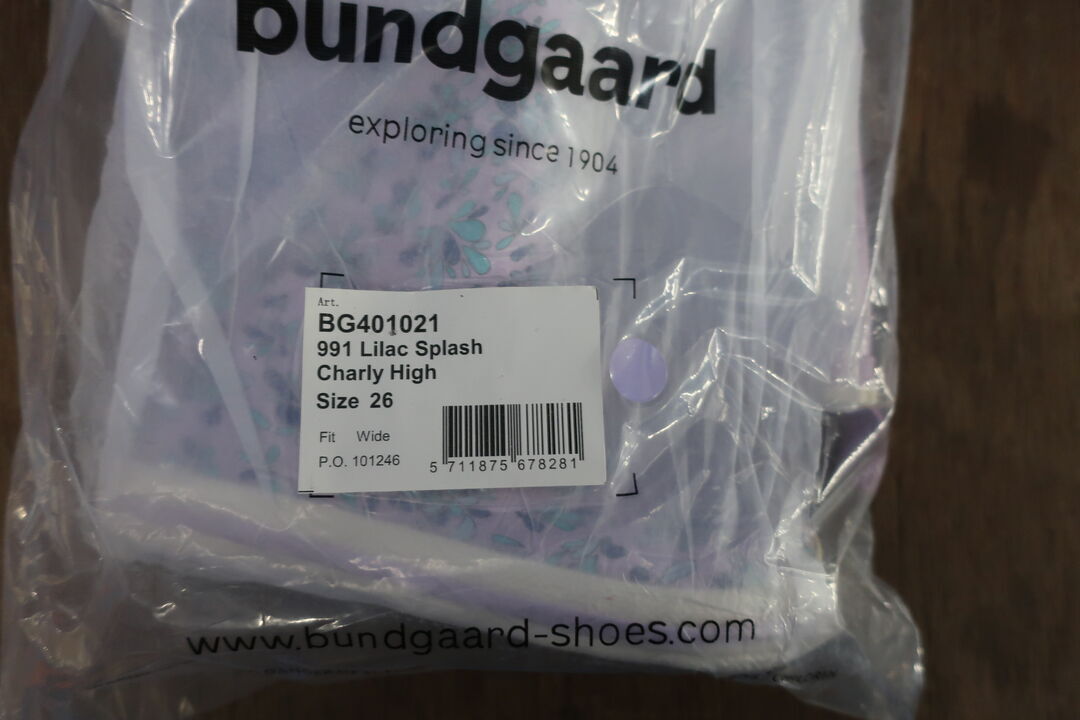 bundgaard
exploring since 1904
Art.
BG401021
991 Lilac Splash
Charly High
Size 26
Fit Wide
P.O. 101246
5 711875 678281
www.bundgaard-shoes.com